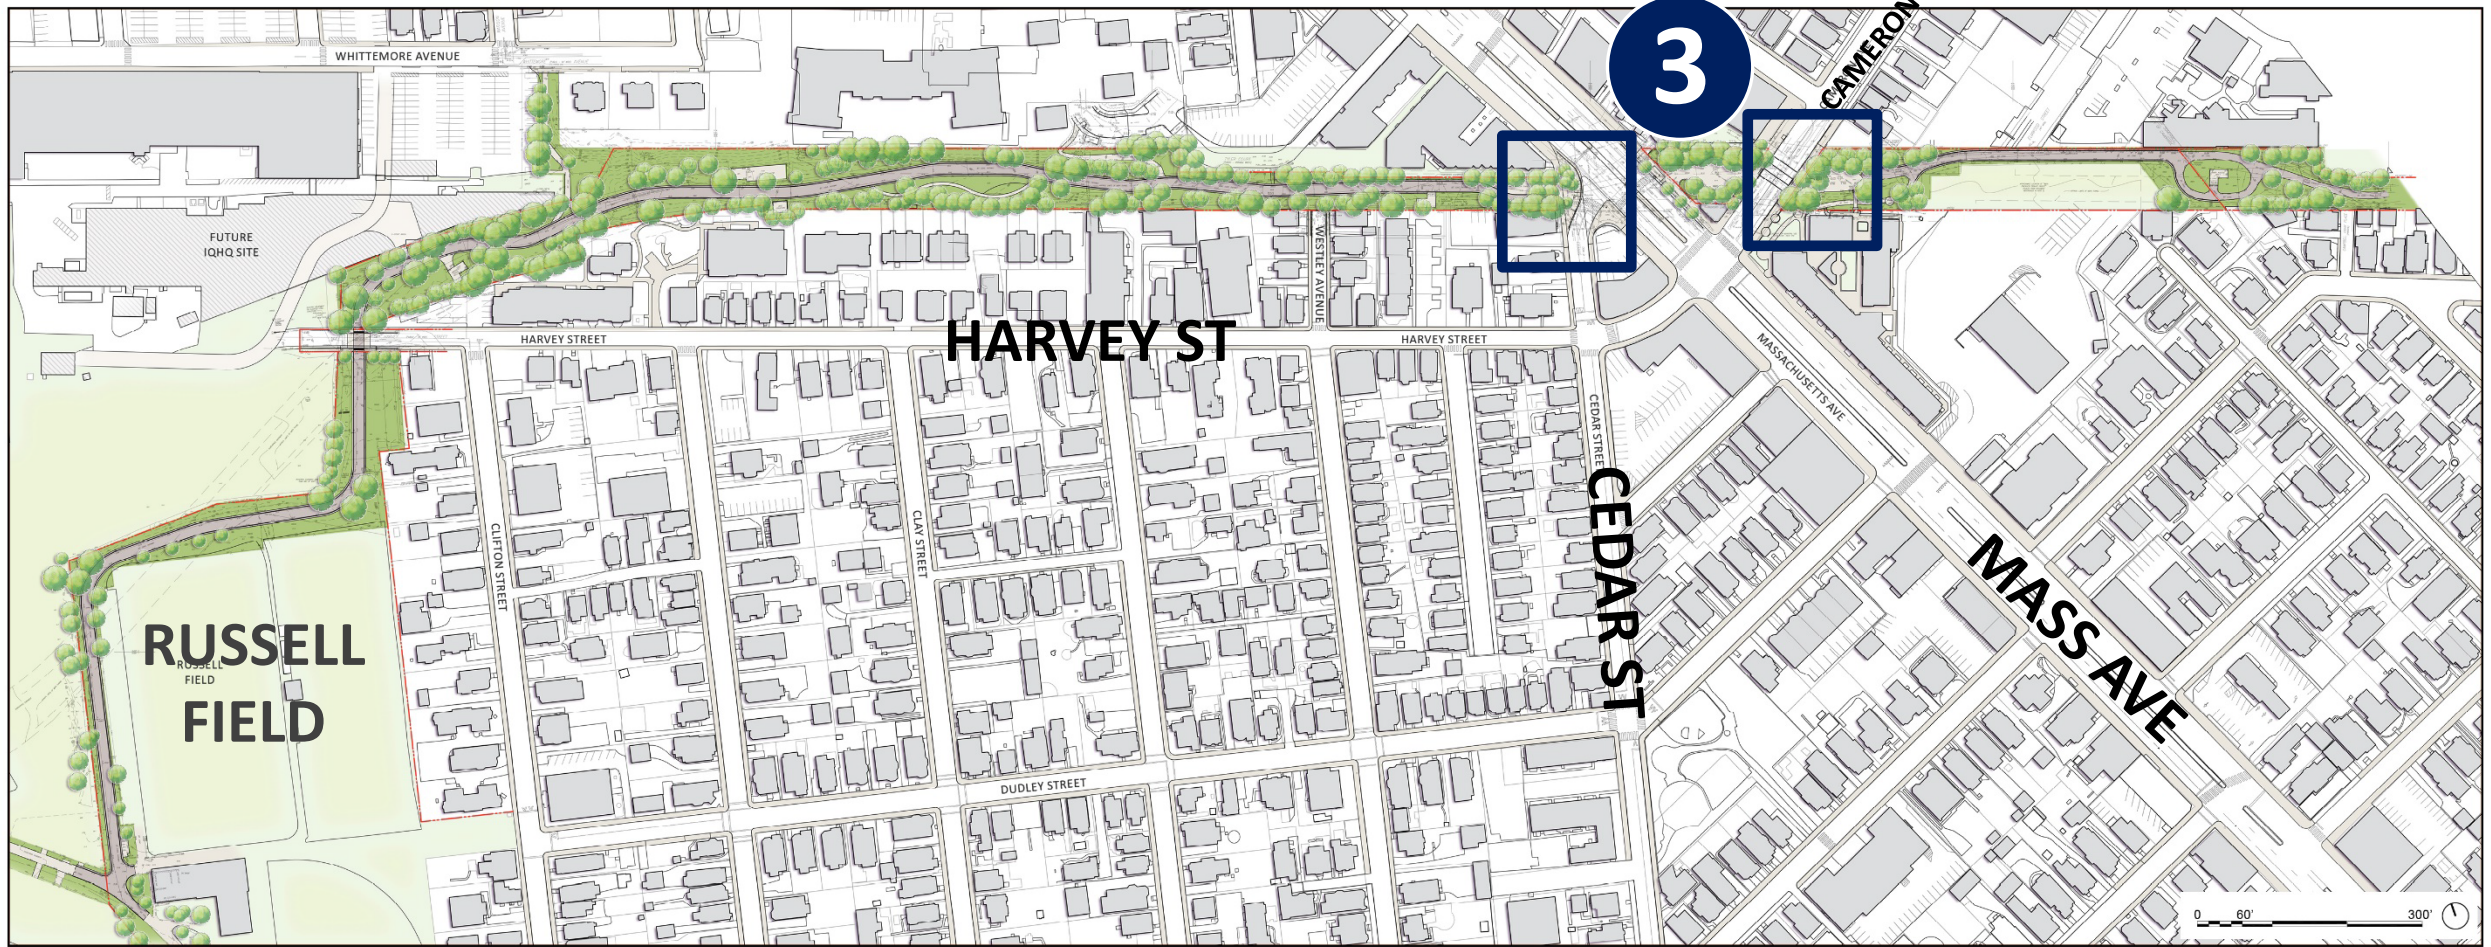 3
CAMERON
WHITTEMORE AVENUE
FUTURE
IQHQ SITE
WESTLEY AVENUE
HARVEY STREET
HARVEY ST
HARVEY STREET
MASSACHUSETTS AVE
CEDAR STREET
CEDAR ST
CLIFTON STREET
CLAY STREET
MASS AVE
RUSSELL
FIELD
RUSSELL
FIELD
DUDLEY STREET
0 60' 300'